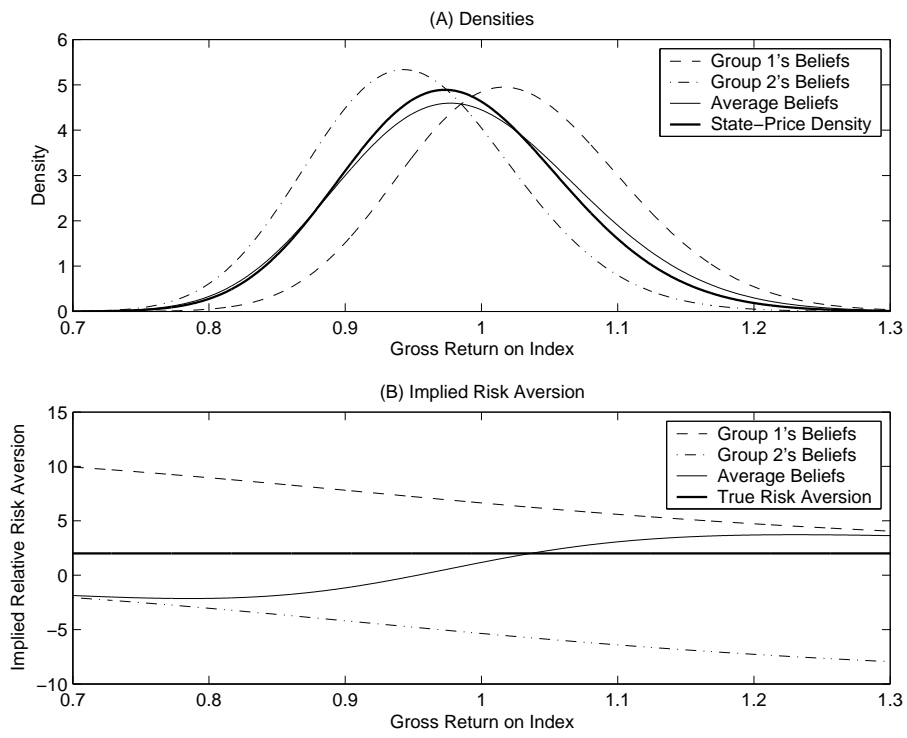 (A) Densities
6
5
4
3
2
1
0
Density
Group 1's Beliefs
Group 2's Beliefs
Average Beliefs
State−Price Density
0.7 0.8 0.9 1 1.1 1.2 1.3
Gross Return on Index
(B) Implied Risk Aversion
15
10
5
0
−5
−10
Implied Relative Risk Aversion
Group 1's Beliefs
Group 2's Beliefs
Average Beliefs
True Risk Aversion
0.7 0.8 0.9 1 1.1 1.2 1.3
Gross Return on Index